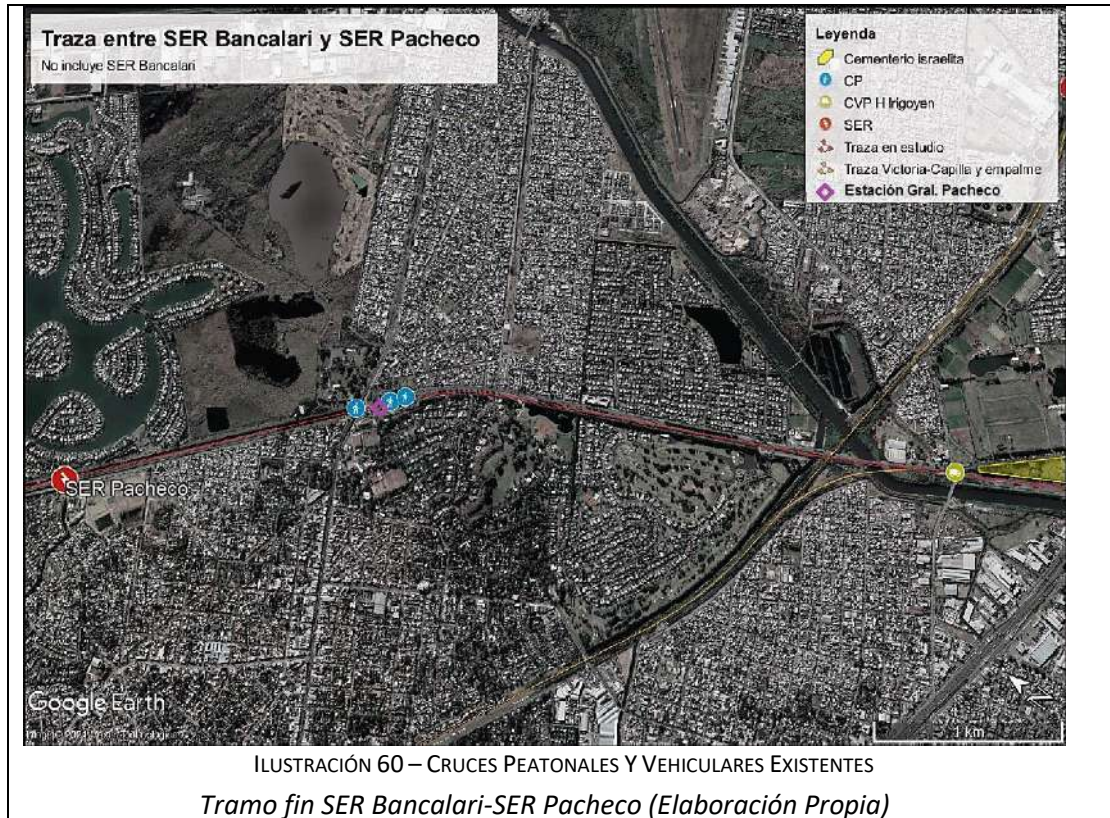 Traza entre SER Bancalari y SER Pacheco
No incluye SER Bancalari
Leyenda
Cementerio israelita
CP
CVP H Irigoyen
SER
Traza en estudio
Traza Victoria-Capilla y empalme
Estación Gral. Pacheco
SER Pacheco
Google Earth
1 km
ILUSTRACIÓN 60 – CRUCES PEATONALES Y VEHICULARES EXISTENTES
Tramo fin SER Bancalari-SER Pacheco (Elaboración Propia)